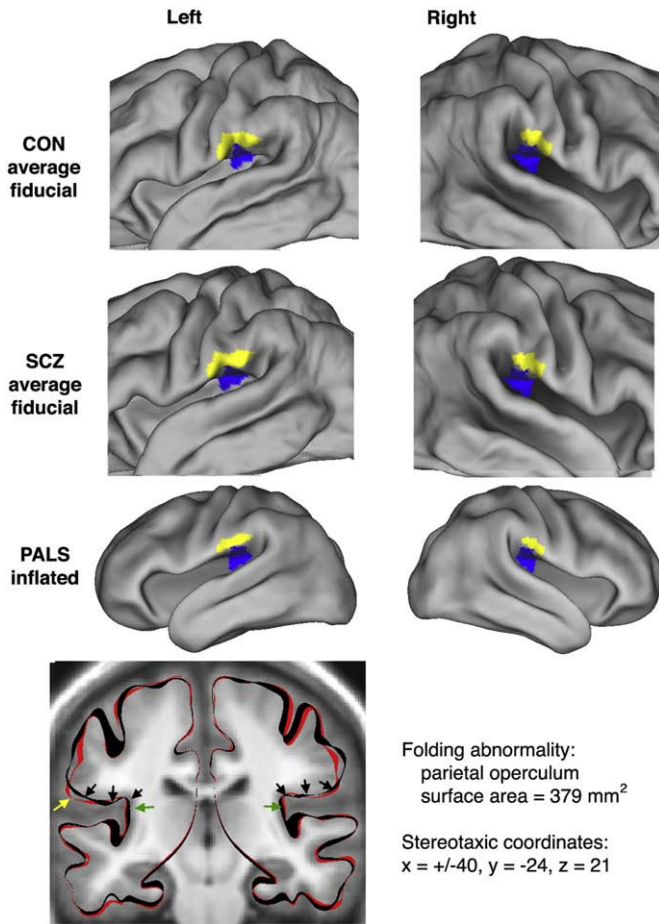 Left
Right
CON
average
fiducial
SCZ
average
fiducial
PALS
inflated
Folding abnormality:
parietal operculum
surface area = 379 mm²
Stereotaxic coordinates:
x = +/-40, y = -24, z = 21